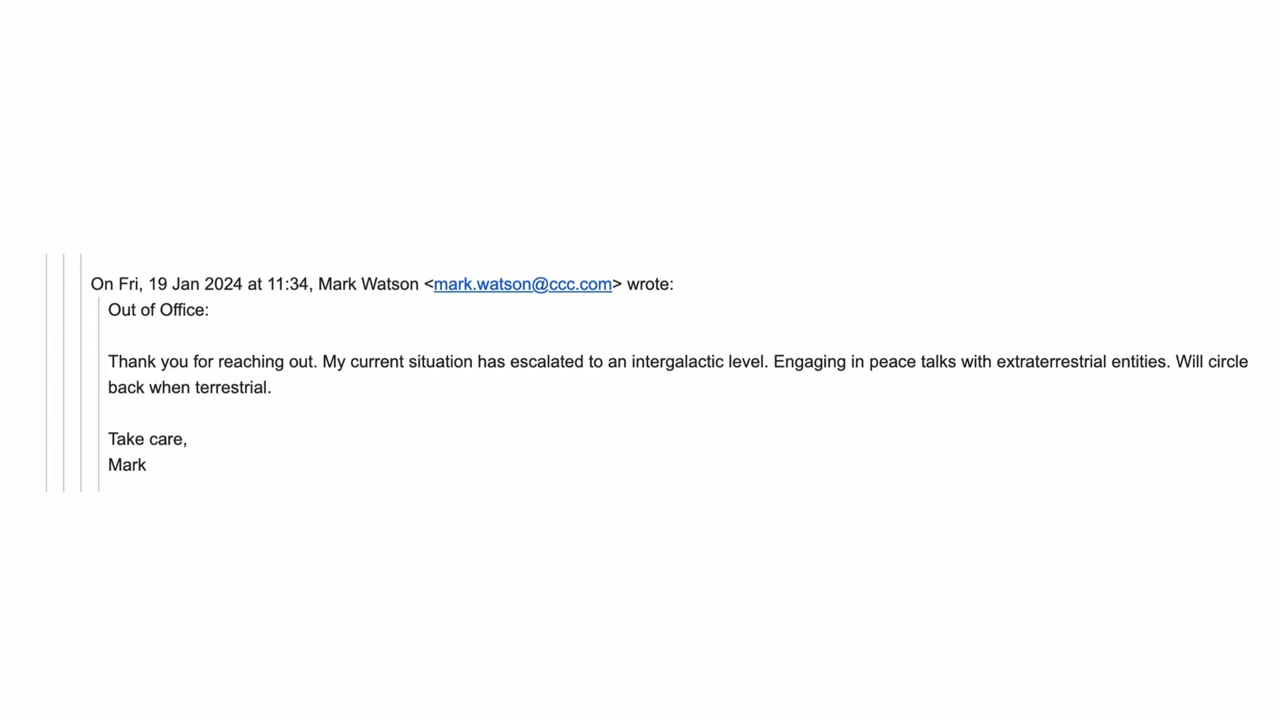 On Fri, 19 Jan 2024 at 11:34, Mark Watson <mark.watson@ccc.com> wrote:
Out of Office:
Thank you for reaching out. My current situation has escalated to an intergalactic level. Engaging in peace talks with extraterrestrial entities. Will circle
back when terrestrial.
Take care,
Mark